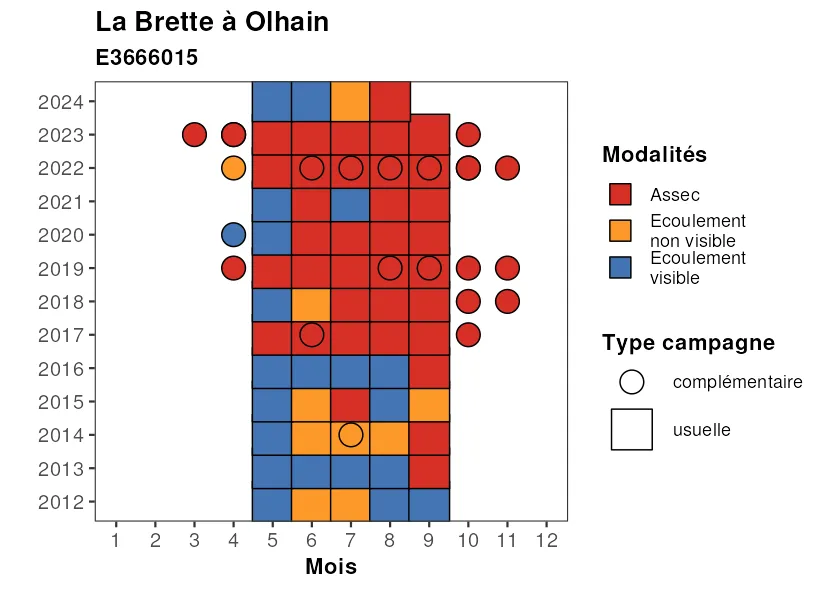 La Brette à Olhain
E3666015
2024
2023
2022
2021
2020
2019
2018
2017
2016
2015
2014
2013
2012
1 2 3 4 5 6 7 8 9 10 11 12
Mois
Modalités
Assec
Ecoulement
non visible
Ecoulement
visible
Type campagne
complémentaire
usuelle